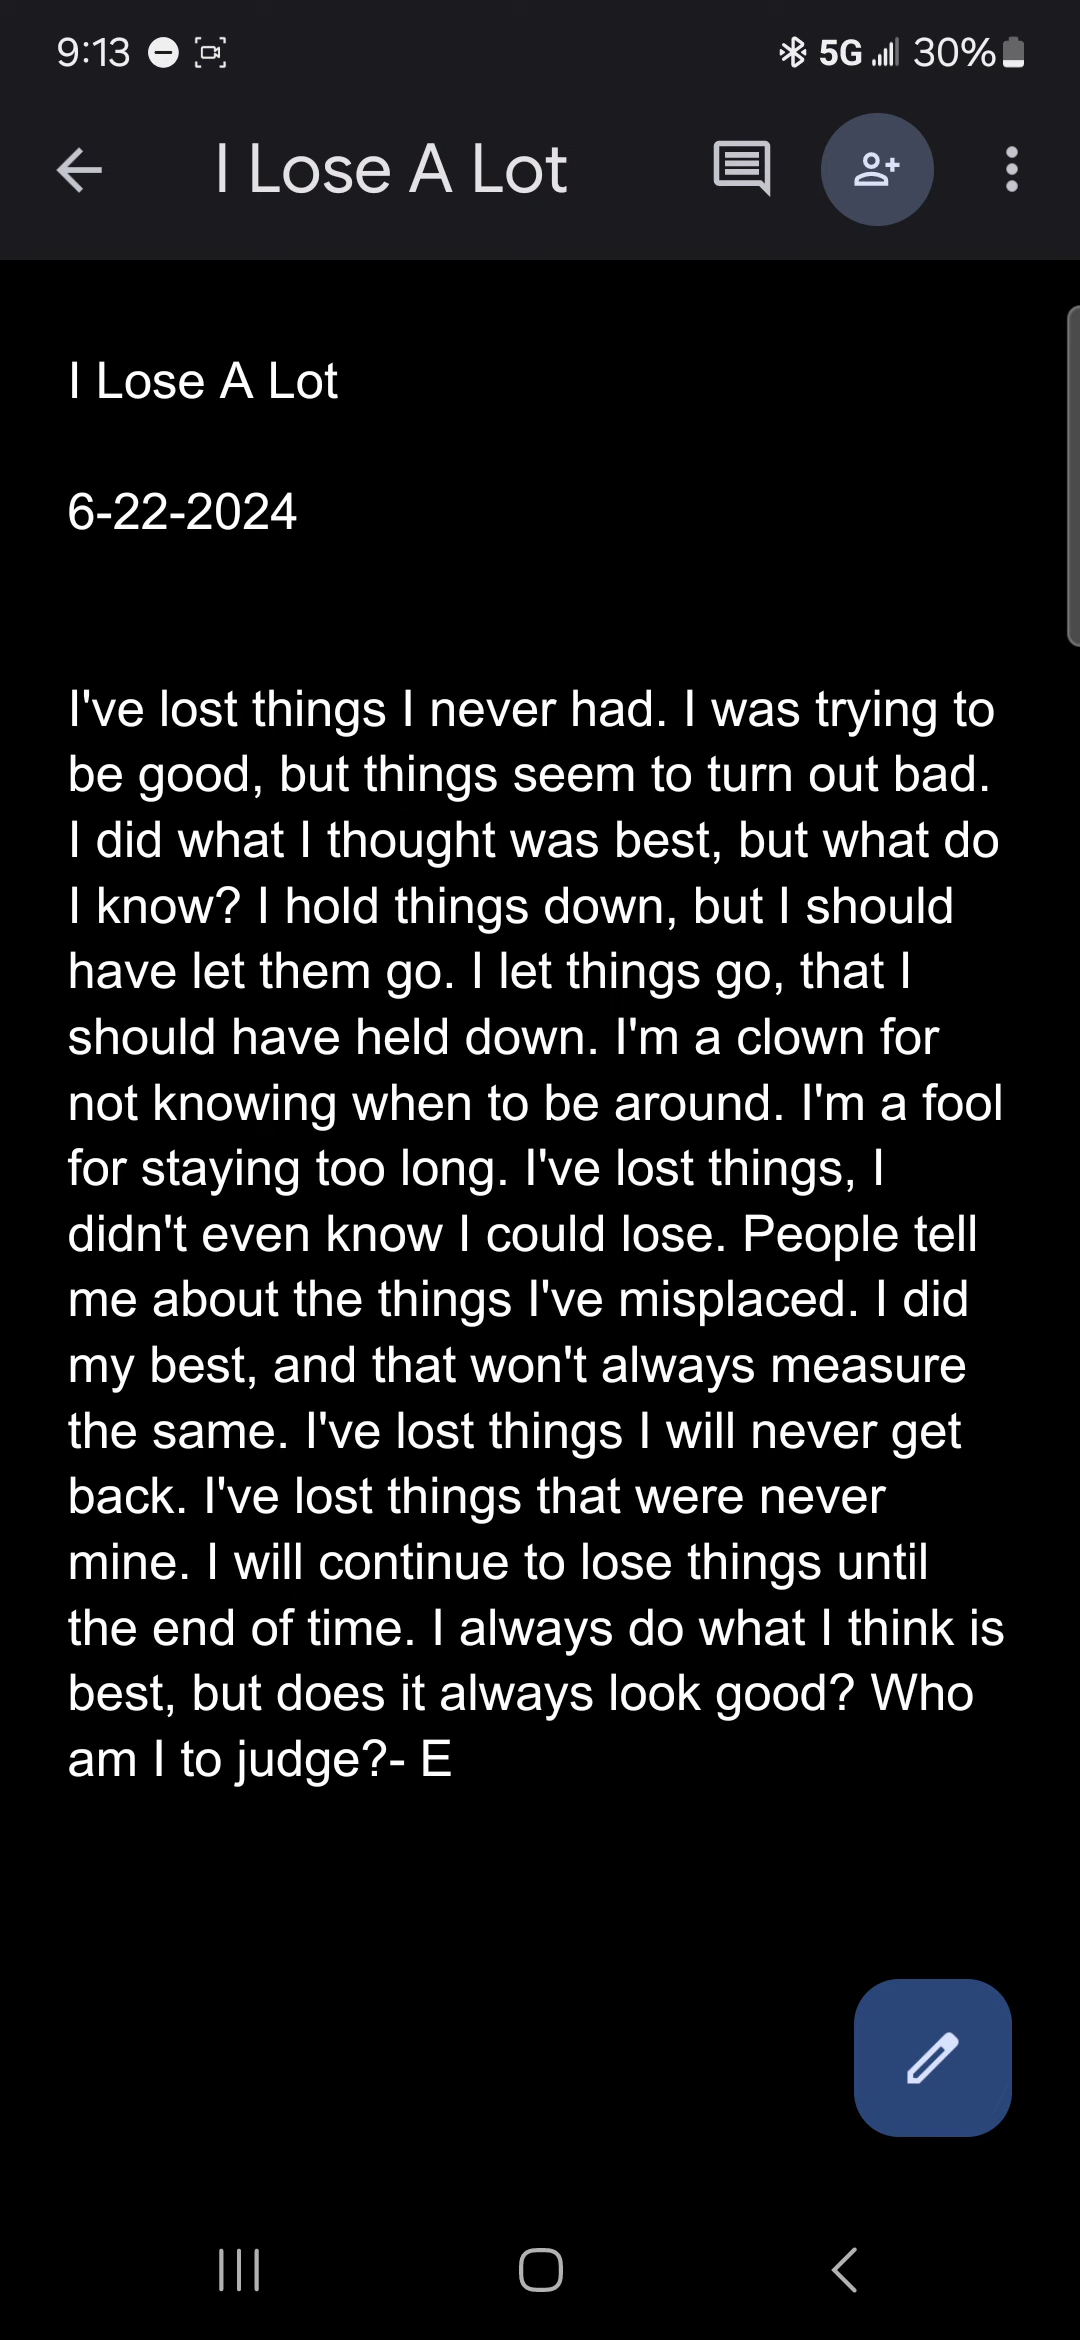 9:13
5G 30%
I Lose A Lot
I Lose A Lot
6-22-2024
I've lost things I never had. I was trying to
be good, but things seem to turn out bad.
I did what I thought was best, but what do
I know? I hold things down, but I should
have let them go. I let things go, that I
should have held down. I'm a clown for
not knowing when to be around. I'm a fool
for staying too long. I've lost things, I
didn't even know I could lose. People tell
me about the things I've misplaced. I did
my best, and that won't always measure
the same. I've lost things I will never get
back. I've lost things that were never
mine. I will continue to lose things until
the end of time. I always do what I think is
best, but does it always look good? Who
am I to judge?- E